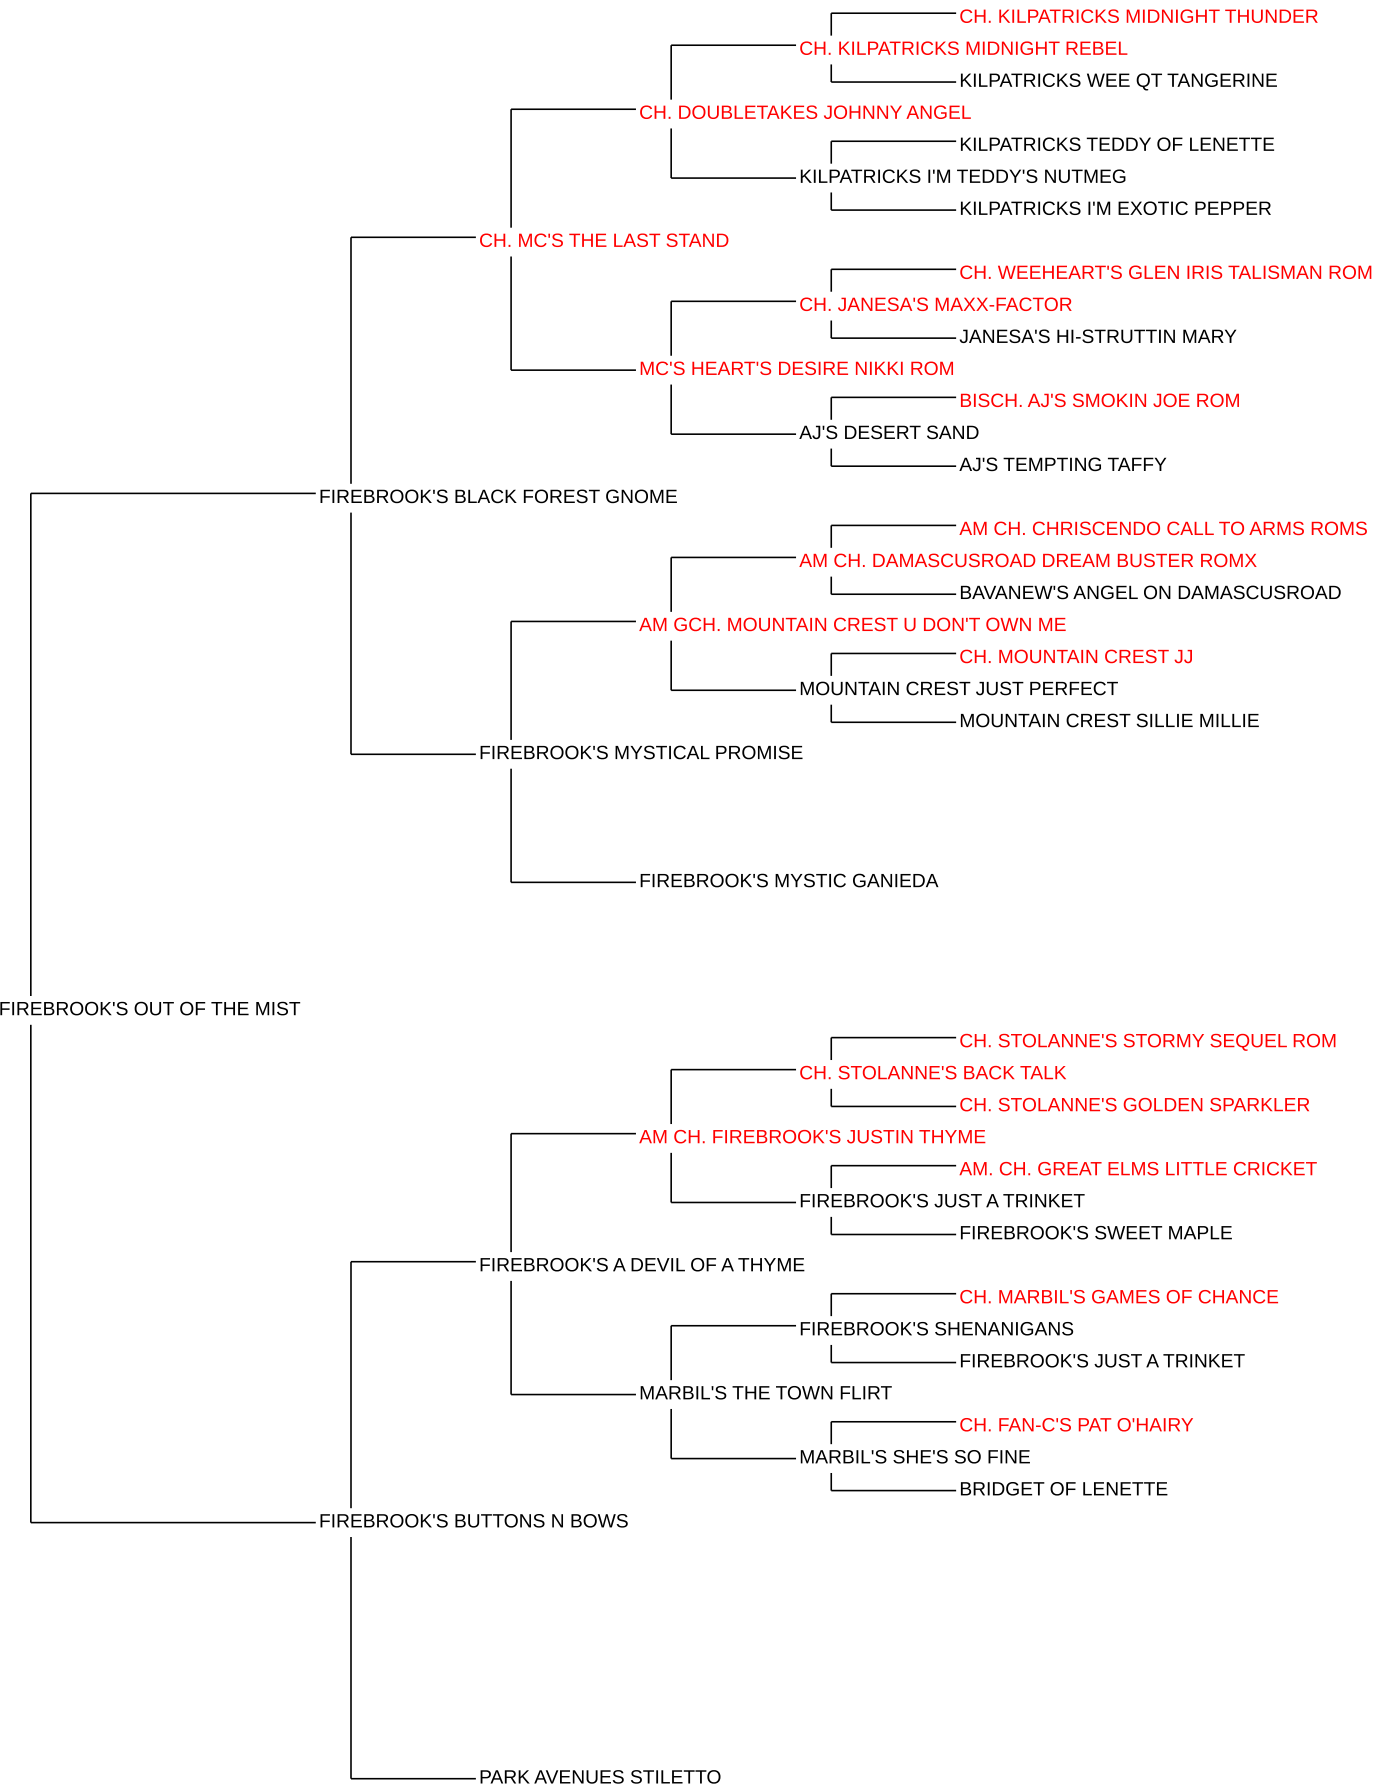 CH. KILPATRICKS MIDNIGHT THUNDER
CH. KILPATRICKS MIDNIGHT REBEL
KILPATRICKS WEE QT TANGERINE
CH. DOUBLETAKES JOHNNY ANGEL
KILPATRICKS TEDDY OF LENETTE
KILPATRICKS I'M TEDDY'S NUTMEG
KILPATRICKS I'M EXOTIC PEPPER
CH. MC'S THE LAST STAND
CH. WEEHEART'S GLEN IRIS TALISMAN ROM
CH. JANESA'S MAXX-FACTOR
JANESA'S HI-STRUTTIN MARY
MC'S HEART'S DESIRE NIKKI ROM
BISCH. AJ'S SMOKIN JOE ROM
AJ'S DESERT SAND
AJ'S TEMPTING TAFFY
FIREBROOK'S BLACK FOREST GNOME
AM CH. CHRISCENDO CALL TO ARMS ROMS
AM CH. DAMASCUSROAD DREAM BUSTER ROMX
BAVANEW'S ANGEL ON DAMASCUSROAD
AM GCH. MOUNTAIN CREST U DON'T OWN ME
CH. MOUNTAIN CREST JJ
MOUNTAIN CREST JUST PERFECT
MOUNTAIN CREST SILLIE MILLIE
FIREBROOK'S MYSTICAL PROMISE
FIREBROOK'S MYSTIC GANIEDA
FIREBROOK'S OUT OF THE MIST
CH. STOLANNE'S STORMY SEQUEL ROM
CH. STOLANNE'S BACK TALK
CH. STOLANNE'S GOLDEN SPARKLER
AM CH. FIREBROOK'S JUSTIN THYME
AM. CH. GREAT ELMS LITTLE CRICKET
FIREBROOK'S JUST A TRINKET
FIREBROOK'S SWEET MAPLE
FIREBROOK'S A DEVIL OF A THYME
CH. MARBIL'S GAMES OF CHANCE
FIREBROOK'S SHENANIGANS
FIREBROOK'S JUST A TRINKET
MARBIL'S THE TOWN FLIRT
CH. FAN-C'S PAT O'HAIRY
MARBIL'S SHE'S SO FINE
BRIDGET OF LENETTE
FIREBROOK'S BUTTONS N BOWS
PARK AVENUES STILETTO